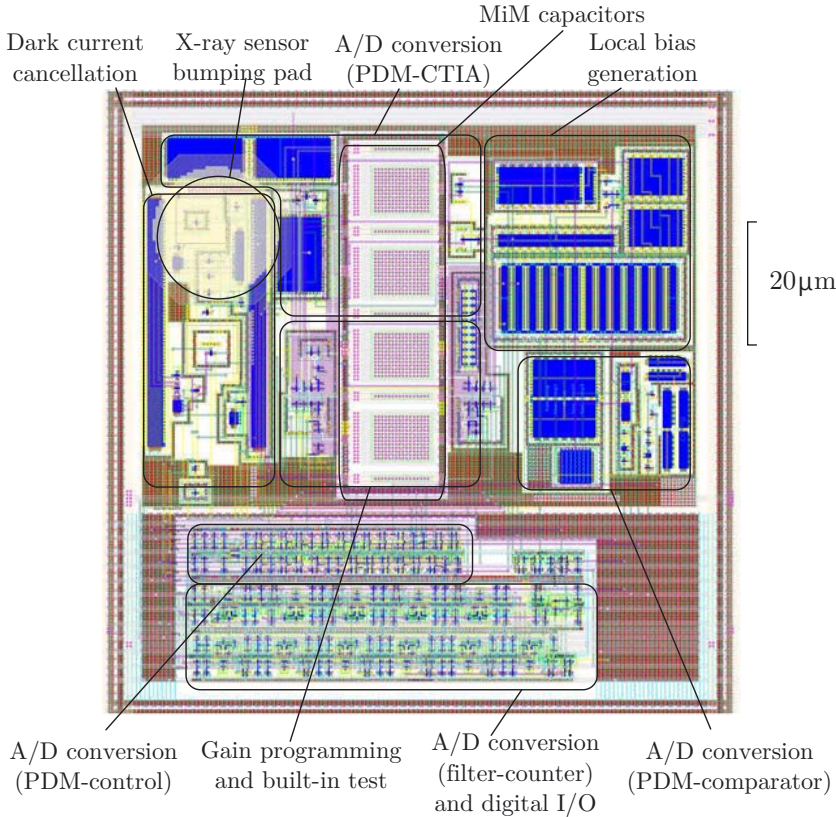 MiM capacitors
Dark current
cancellation
X-ray sensor
bumping pad
A/D conversion
(PDM-CTIA)
Local bias
generation
20μm
A/D conversion
(PDM-control)
Gain programming
and built-in test
A/D conversion
(filter-counter)
and digital I/O
A/D conversion
(PDM-comparator)